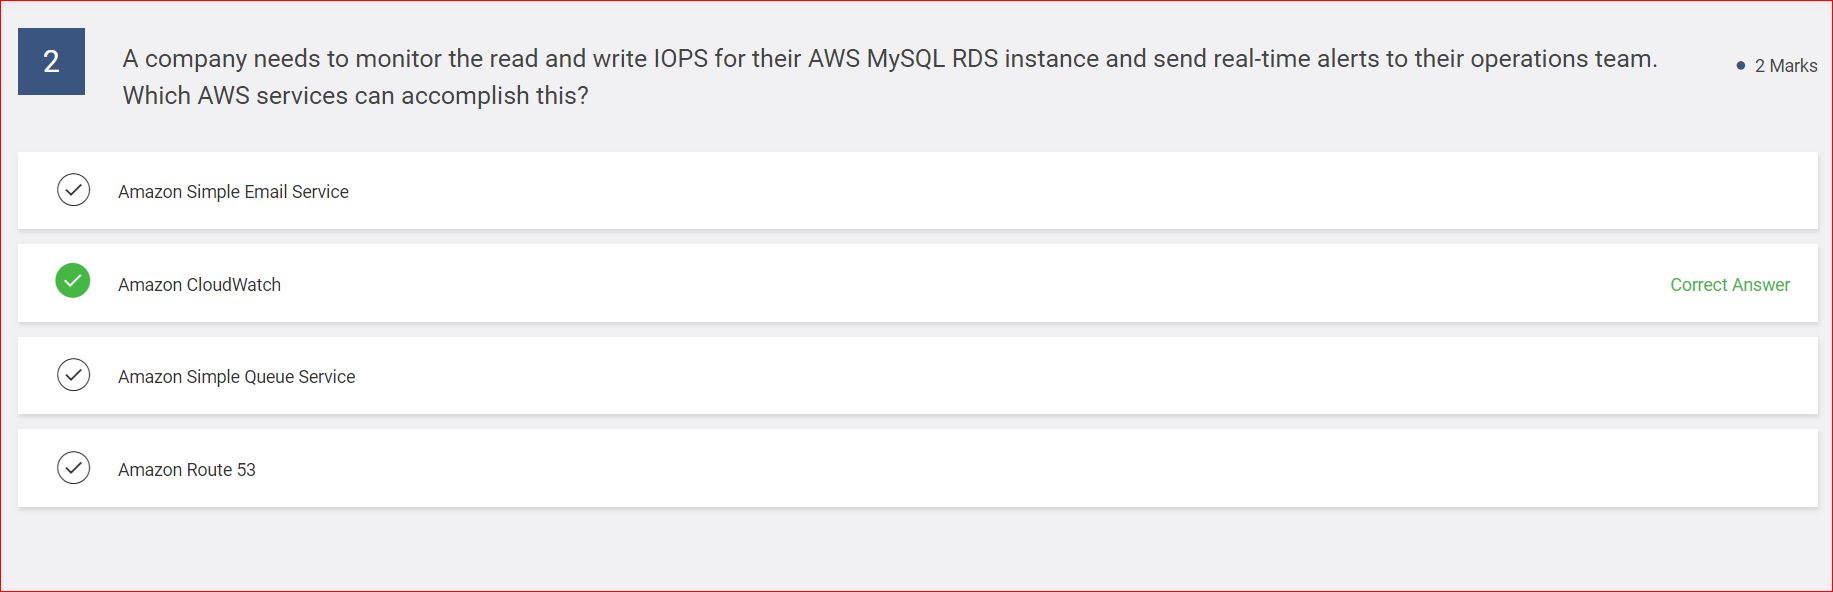 2
A company needs to monitor the read and write IOPS for their AWS MySQL RDS instance and send real-time alerts to their operations team.
Which AWS services can accomplish this?
2 Marks
Amazon Simple Email Service
Amazon CloudWatch
Correct Answer
Amazon Simple Queue Service
Amazon Route 53